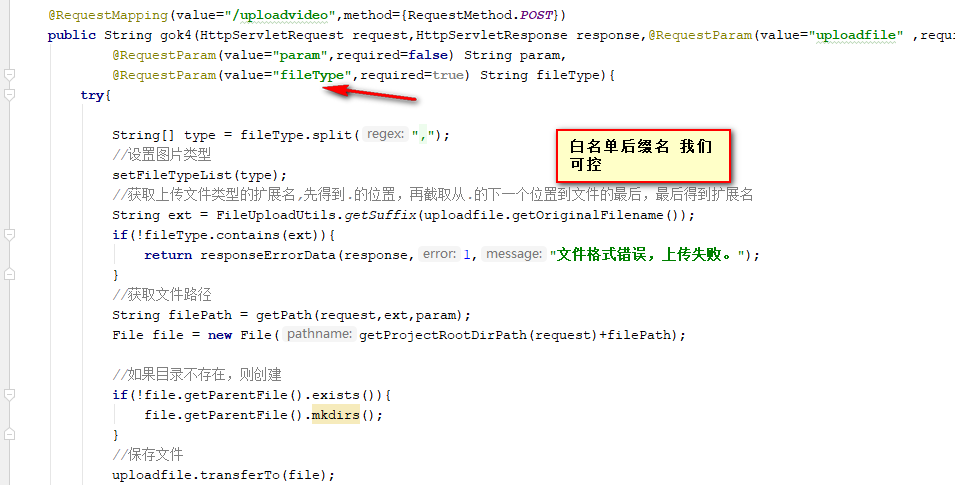 @RequestMapping(value="/uploadvideo",method={RequestMethod.POST})
public String gok4(HttpServletRequest request,HttpServletResponse response,@RequestParam(value="uploadfile" ,requi
@RequestParam(value="param",required=false) String param,
@RequestParam(value="fileType",required=true) String fileType){
try{
String[] type = fileType.split( regex: ",");
//设置图片类型
setFileTypeList(type);
//获取上传文件类型的扩展名,先得到.的位置，再截取从.的下一个位置到文件的最后，最后得到扩展名
String ext = FileUploadUtils.getSuffix(uploadfile.getOriginalFilename());
if(!fileType.contains(ext)){
return responseErrorData(response, error: 1, message: "文件格式错误，上传失败。");
}
//获取文件路径
String filePath = getPath(request,ext,param);
File file = new File( pathname: getProjectRootDirPath(request)+filePath);
//如果目录不存在，则创建
if(!file.getParentFile().exists()){
file.getParentFile().mkdirs();
}
//保存文件
uploadfile.transferTo(file);
白名单后缀名 我们
可控